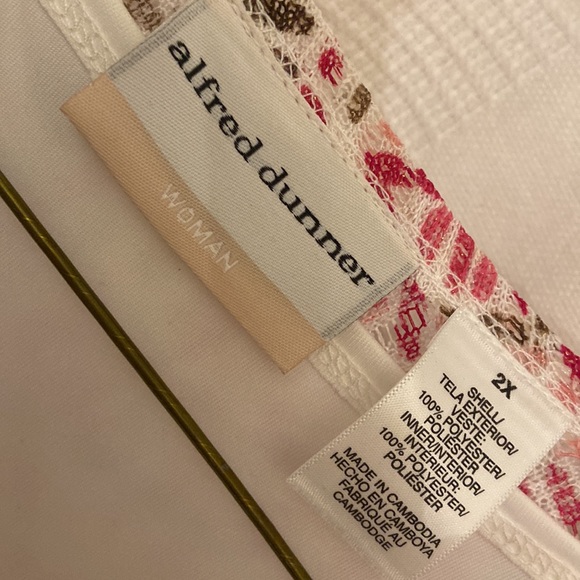 alfred dunner
WOMAN
2X
SHELL/
TELA EXTERIOR/
VESTE:
100% POLYESTER/
POLIÉSTER
INNER/INTERIOR/
INTERIEUR:
100% POLYESTER/
POLIÉSTER
MADE IN CAMBODIA
HECHO EN CAMBOYA
FABRIQUÉ AU
CAMBODGE